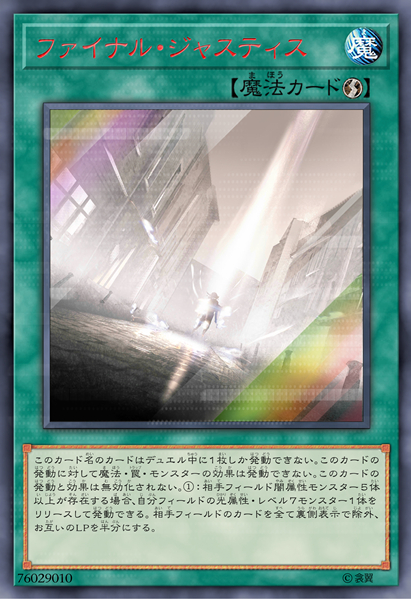 ファイナル・ジャスティス
魔
【魔法カード】
このカード名のカードはデュエル中に1枚しか発動できない。このカードの
発動に対して魔法・罠・モンスターの効果は発動できない。このカードの
発動と効果は無効化されない。①:相手フィールド闇属性モンスター5体
以上が存在する場合、自分フィールドの光属性・レベル7モンスター1体を
リリースして発動できる。相手フィールドのカードを全て裏側表示で除外、
お互いのLPを半分にする。
76029010
©袞翼